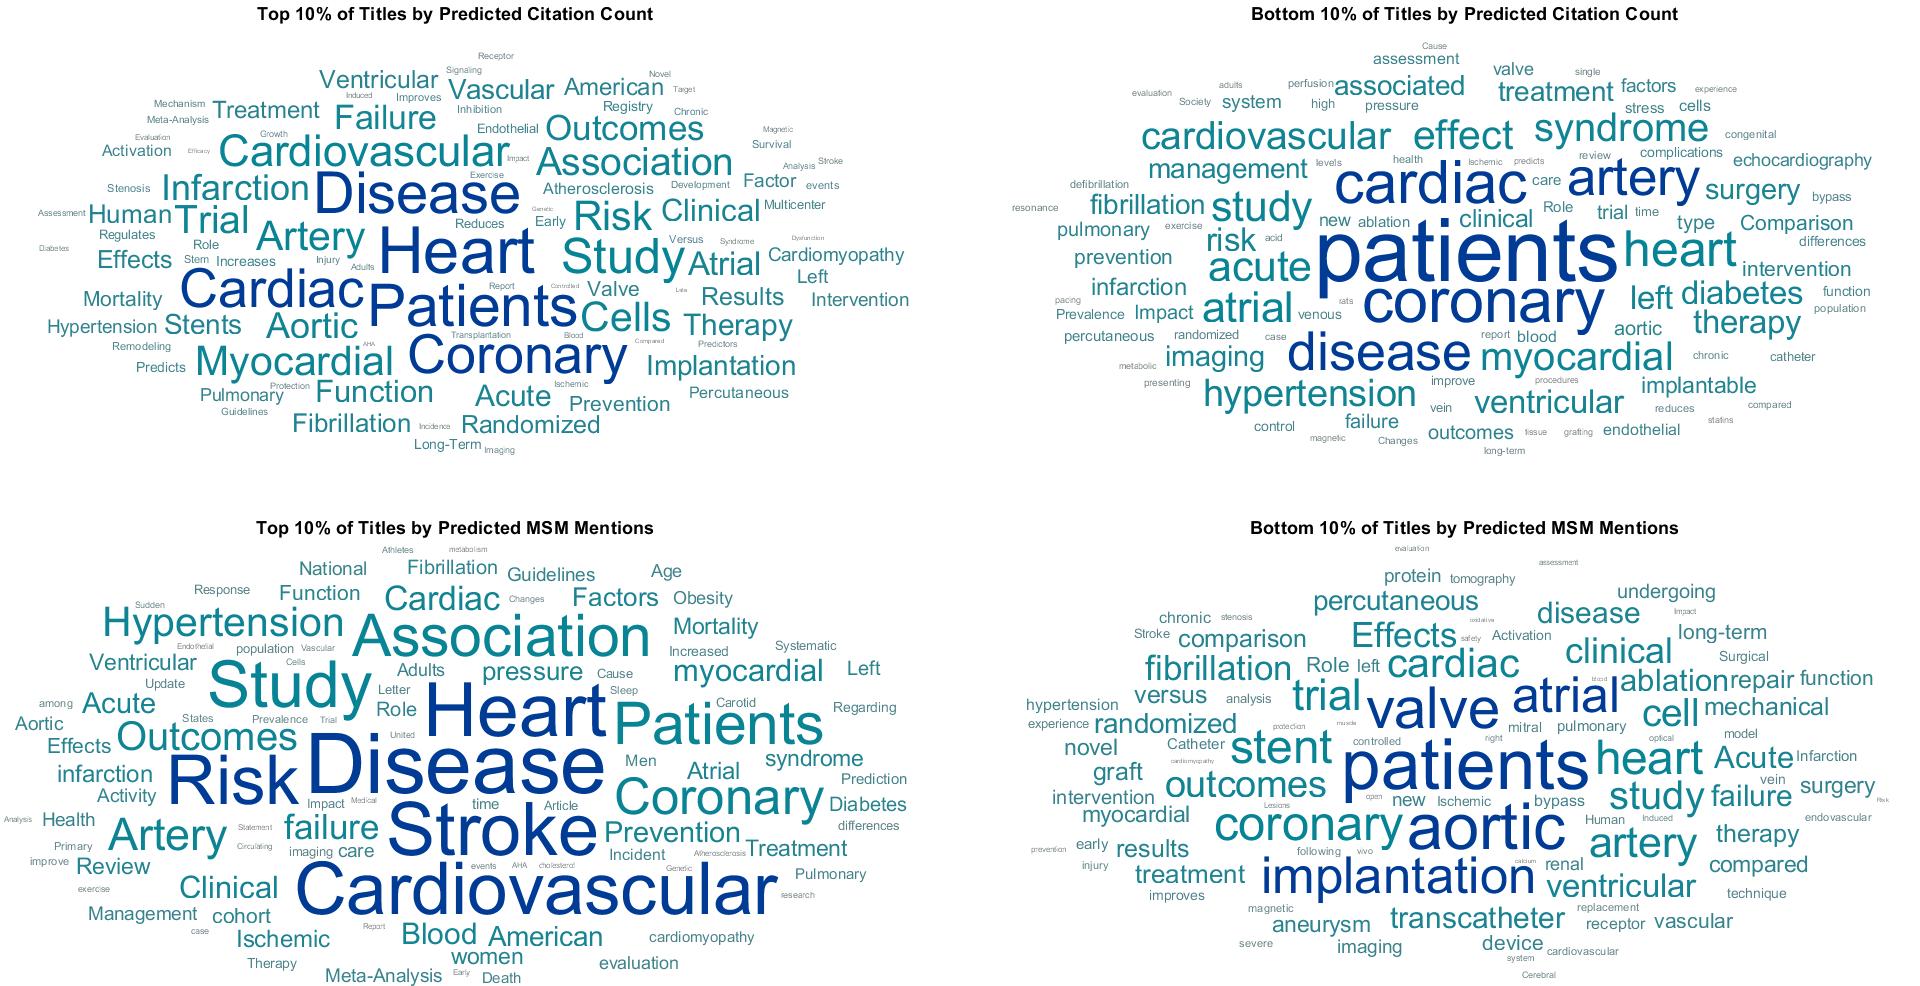 Top 10% of Titles by Predicted Citation Count
Receptor
Ventricular Signaling Vascular American Novel
Induced Improves Target
Mechanism Treatment Failure Inhibition Registry Chronic
Meta-Analysis Endothelial Outcomes Magnetic
Evaluation Growth Survival
Activation Efficacy Cardiovascular Impact Association Analysis Stroke
Exercise
Stenosis Infarction Disease Atherosclerosis Development Factor events
Assessment Human Trial Genetic Risk Clinical Multicenter
Regulates Reduces Early
Diabetes Role Artery Heart Study Versus Syndrome Dysfunction
Effects Stem Increases Injury Adults Atrial Cardiomyopathy
Left
Mortality Cardiac Patients Report Controlled Valve Late Results Intervention
Hypertension Stents Aortic Cells Therapy
Remodeling AHA Transplantation Blood Compared Predictors
Predicts Myocardial Coronary Implantation
Pulmonary Protection Function Acute Ischemic Prevention Percutaneous
Guidelines
Fibrillation Incidence Randomized
Long-Term Imaging
Bottom 10% of Titles by Predicted Citation Count
Cause
assessment
valve single
evaluation adults perfusion associated treatment factors experience
Society system high pressure stress cells
cardiovascular effect syndrome congenital
management levels health Ischemic predicts review complications echocardiography
defibrillation cardiac care artery surgery bypass
resonance fibrillation study new ablation clinical Role trial time type Comparison
pulmonary exercise risk acid patients heart differences
prevention acute intervention
infarction coronary left diabetes function
pacing atrial venous rats population
Prevalence Impact therapy
percutaneous randomized case report blood aortic
metabolic imaging disease myocardial chronic catheter
presenting hypertension improve procedures implantable
vein ventricular reduces compared
control failure statins
magnetic Changes outcomes tissue grafting endothelial
long-term
Top 10% of Titles by Predicted MSM Mentions
Athletes metabolism
National Fibrillation Guidelines Age
Response Function Cardiac Changes Factors Obesity
Sudden Hypertension Association Mortality
Endothelial population Vascular Increased Systematic
Ventricular Cells Adults pressure Cause myocardial Left
Update Study Letter Heart Sleep
among Acute Role Patients Carotid Regarding
Aortic States Prevalence Trial
Effects Outcomes United Disease Men Atrial syndrome
infarction Risk Prediction
Activity Impact Medical time Article Coronary Diabetes
Analysis Health Artery Statement failure Stroke Prevention differences
Primary Circulating imaging care Incident Atherosclerosis Treatment
improve Review events AHA cholesterol Genetic Pulmonary
exercise Clinical Cardiovascular research
Management cohort
case Ischemic Report Blood American cardiomyopathy
Therapy women evaluation
Meta-Analysis Early Death
Bottom 10% of Titles by Predicted MSM Mentions
evaluation
assessment
protein tomography
percutaneous undergoing
chronic stenosis oxidative disease Impact
Stroke comparison Effects safety Activation clinical long-term
fibrillation Role left cardiac Surgical
hypertension versus analysis trial valve atrial blood ablation repair function
experience randomized protection muscle mitral pulmonary cell mechanical
novel Catheter stent controlled right optical model
graft cardiomyopathy patients heart Acute Infarction
intervention outcomes open new Ischemic bypass study failure vein surgery Risk
myocardial Lesions coronary aortic Human Induced artery endovascular
prevention early results following vivo therapy
injury treatment implantation calcium renal compared
improves ventricular technique
magnetic aneurysm transcatheter replacement receptor vascular
severe imaging device cardiovascular
system
Cerebral